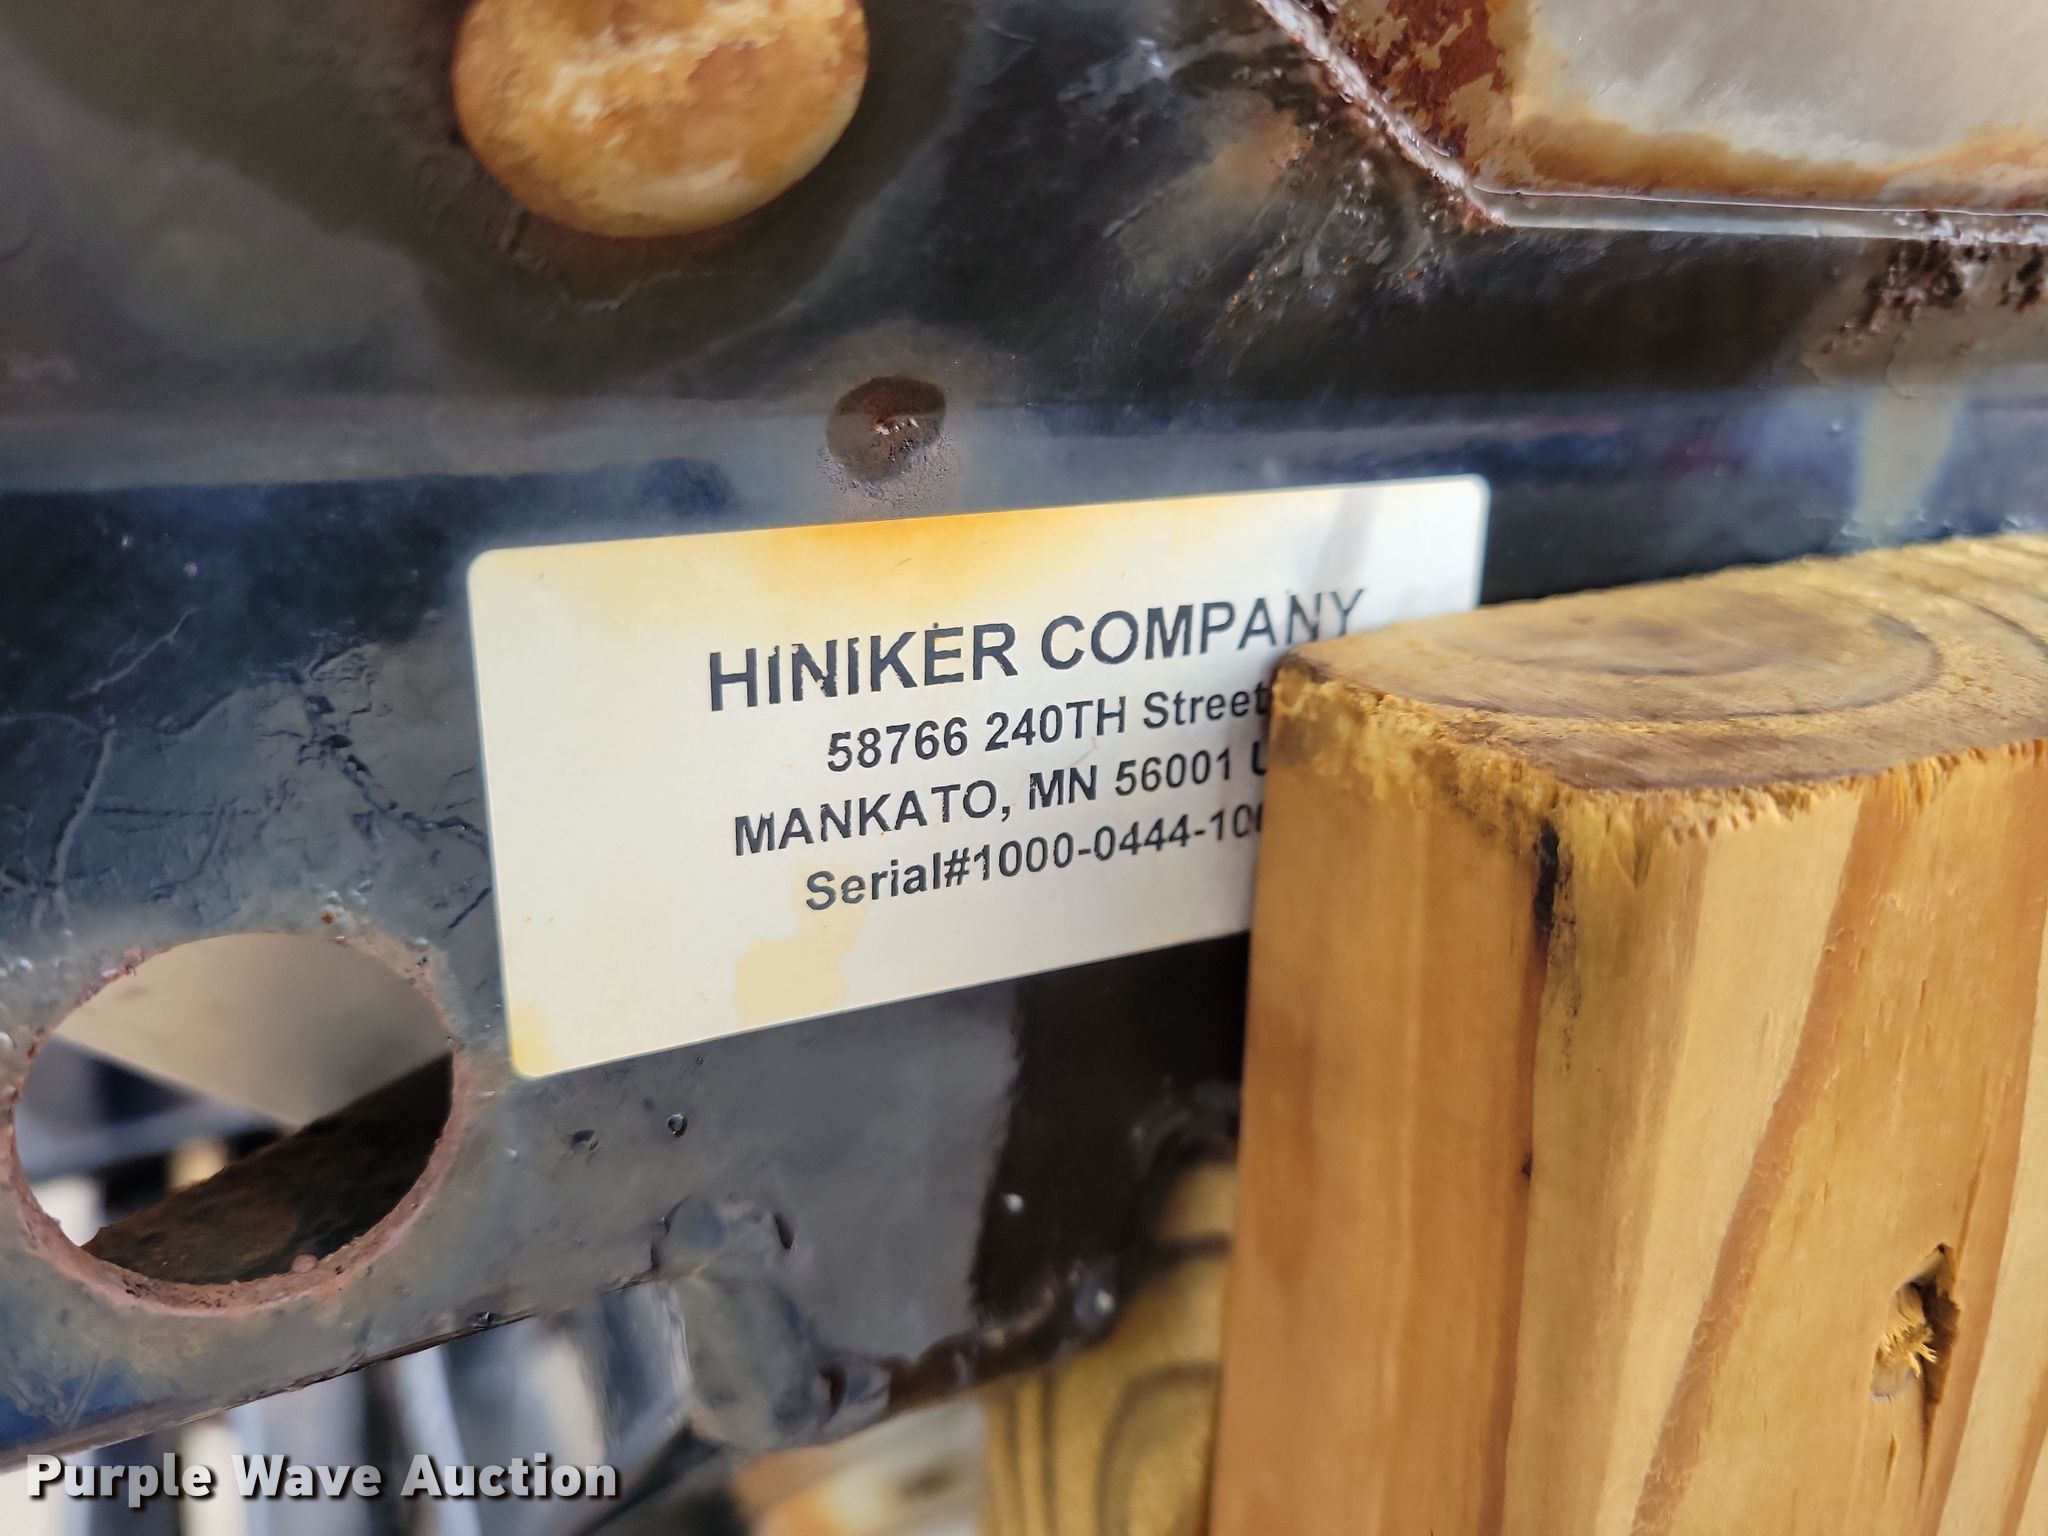 HINIKER COMPANY
58766 240TH Street
MANKATO, MN 56001
Serial#1000-0444-10
Purple Wave Auction